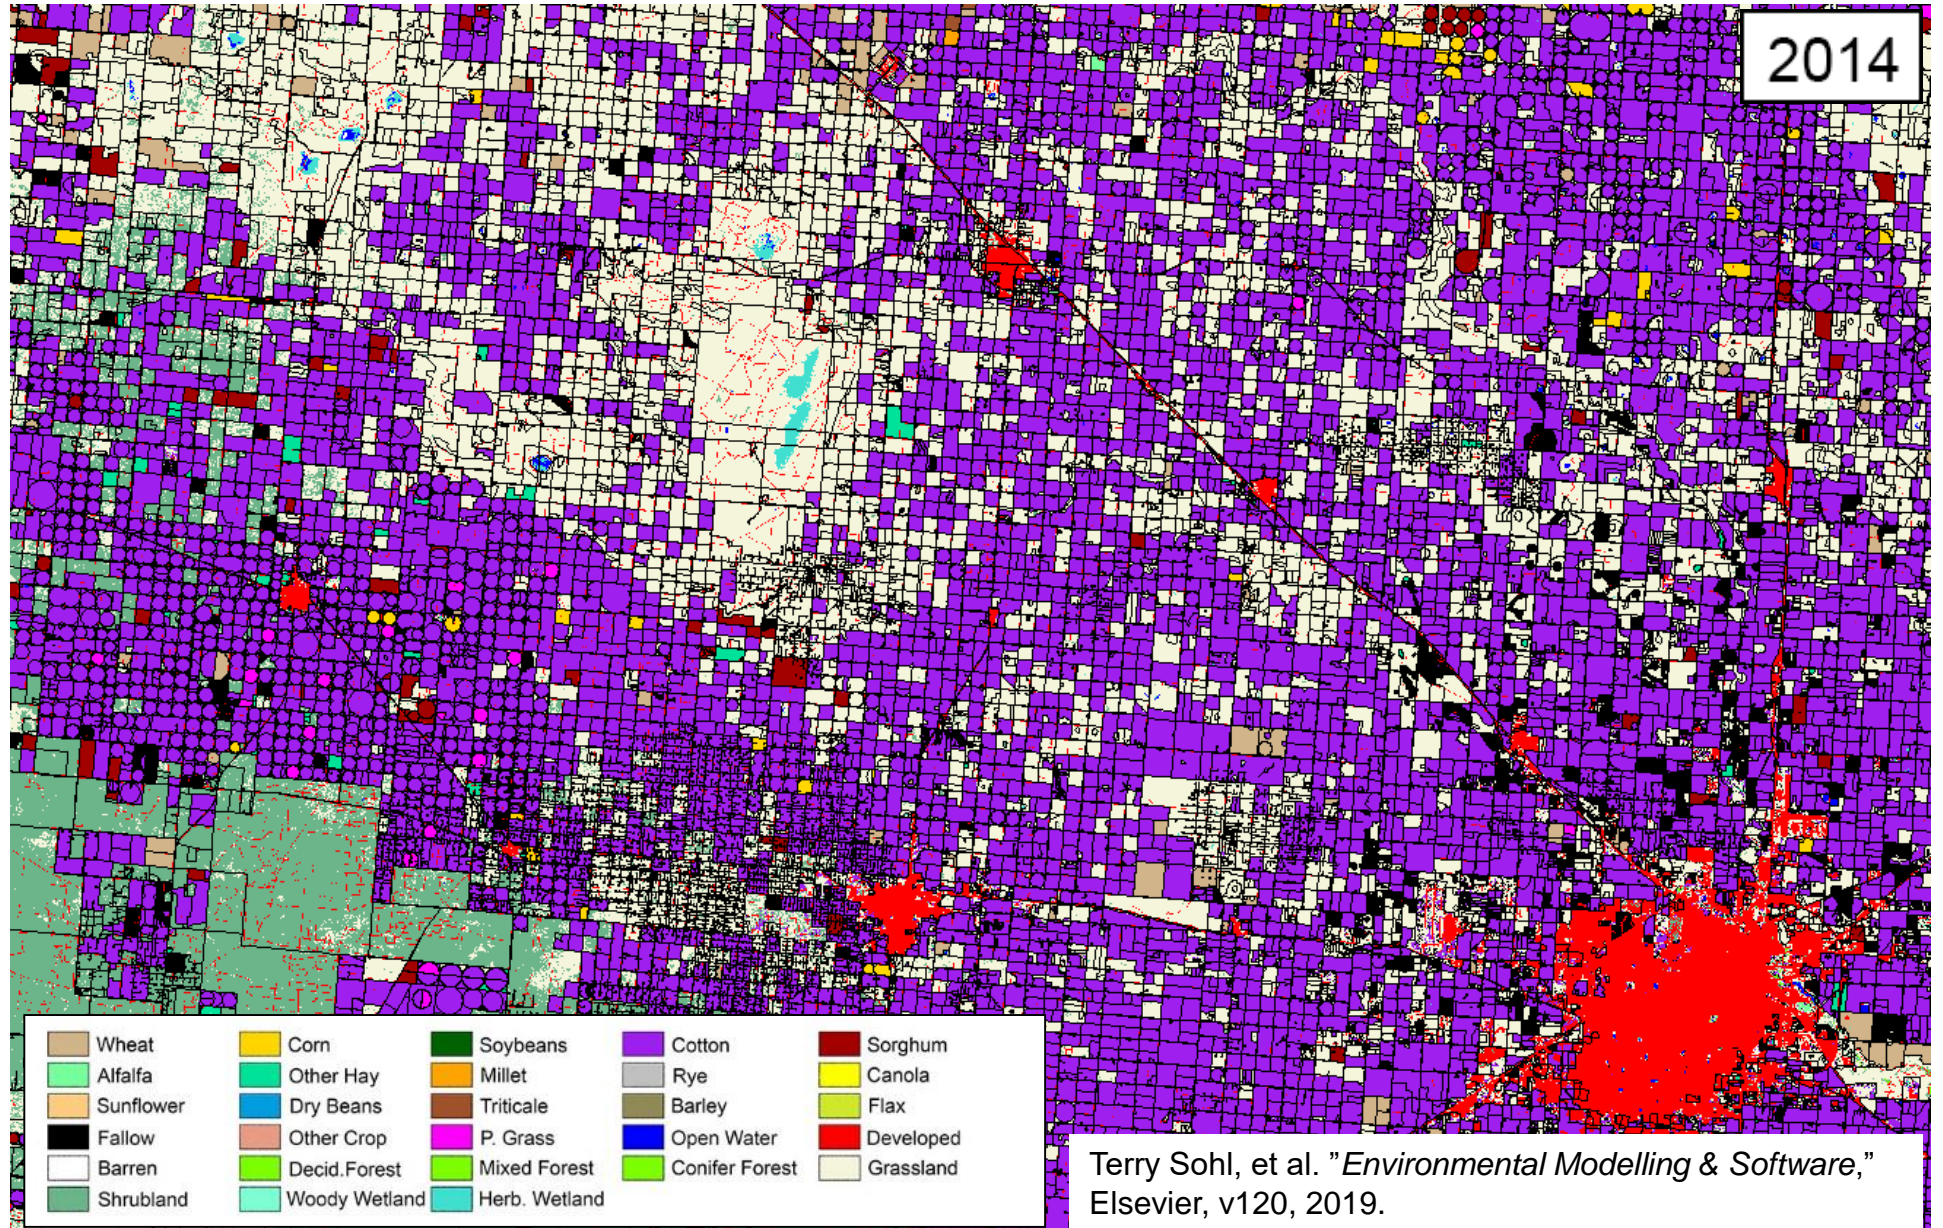 2014
Wheat Corn Soybeans Cotton Sorghum
Alfalfa Other Hay Millet Rye Canola
Sunflower Dry Beans Triticale Barley Flax
Fallow Other Crop P. Grass Open Water Developed
Barren Decid.Forest Mixed Forest Conifer Forest Grassland
Shrubland Woody Wetland Herb. Wetland
Terry Sohl, et al. ”Environmental Modelling & Software,”
Elsevier, v120, 2019.